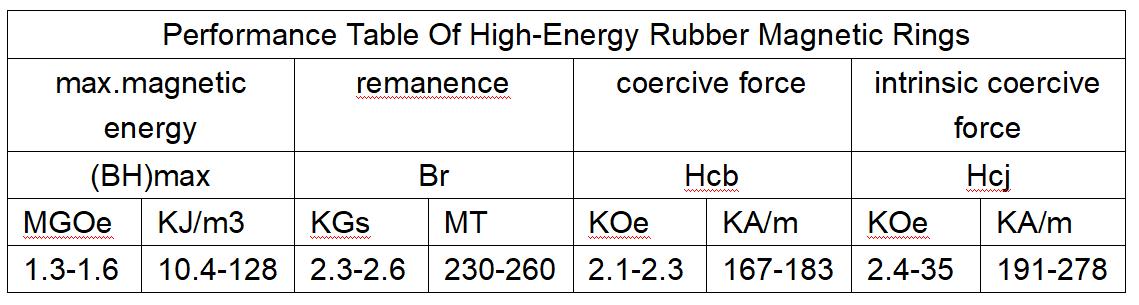 Performance Table Of High-Energy Rubber Magnetic Rings
max.magnetic energy remanence coercive force intrinsic coercive force
(BH)max Br Hcb Hcj
MGOe KJ/m3 KGs MT KOe KA/m KOe KA/m
1.3-1.6 10.4-128 2.3-2.6 230-260 2.1-2.3 167-183 2.4-35 191-278